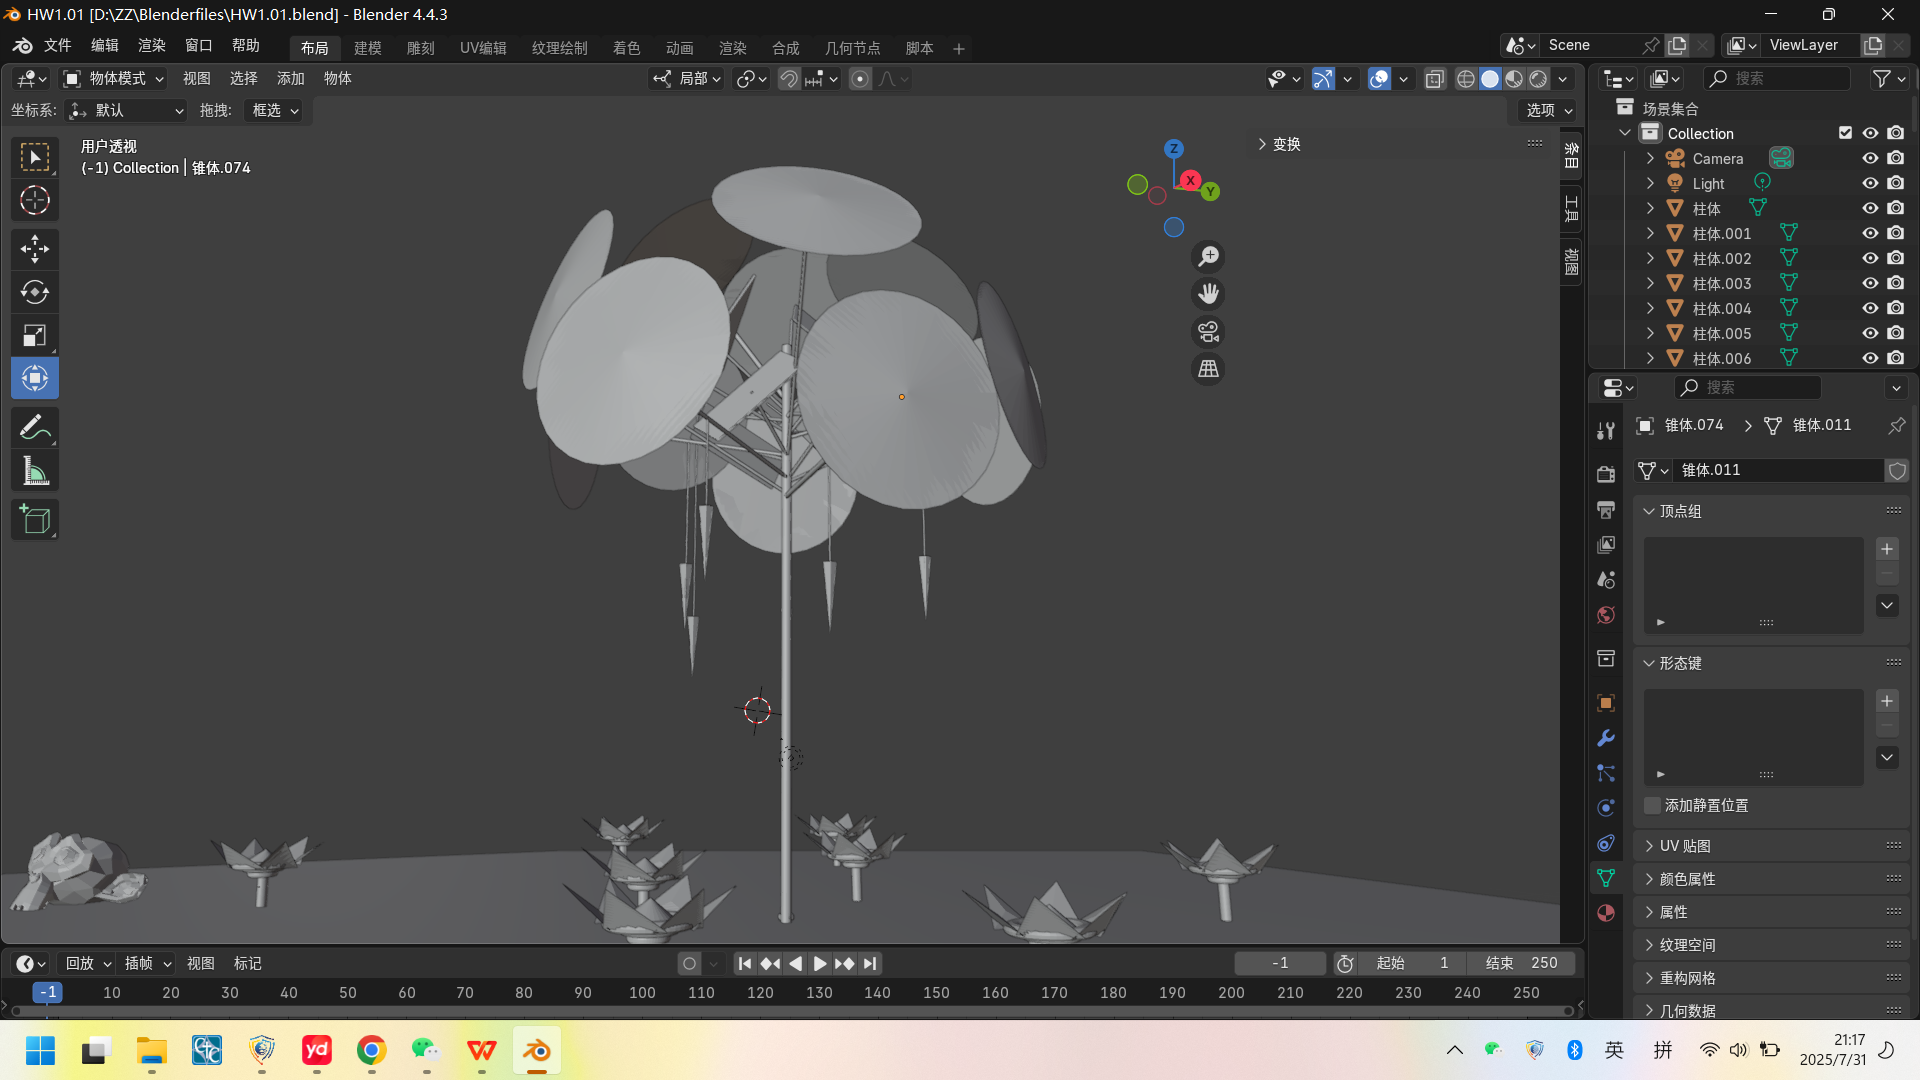 HW1.01 [D:\ZZ\Blenderfiles\HW1.01.blend] - Blender 4.4.3
文件 编辑 渲染 窗口 帮助 布局 建模 雕刻 UV编辑 纹理绘制 着色 动画 渲染 合成 几何节点 脚本 + Scene ViewLayer
物体模式 视图 选择 添加 物体 局部 搜索
坐标系: 默认 拖拽: 框选 选项
用户透视
(-1) Collection | 锥体.074
Z
X
Y
变换
条目
工具
视图
场景集合
Collection
Camera
Light
柱体
柱体.001
柱体.002
柱体.003
柱体.004
柱体.005
柱体.006
搜索
锥体.074 锥体.011
锥体.011
顶点组
形态键
添加静置位置
UV 贴图
颜色属性
属性
纹理空间
重构网格
几何数据
回放 插帧 视图 标记 -1 起始 1 结束 250
-1 10 20 30 40 50 60 70 80 90 100 110 120 130 140 150 160 170 180 190 200 210 220 230 240 250
yd
英 拼
21:17
2025/7/31